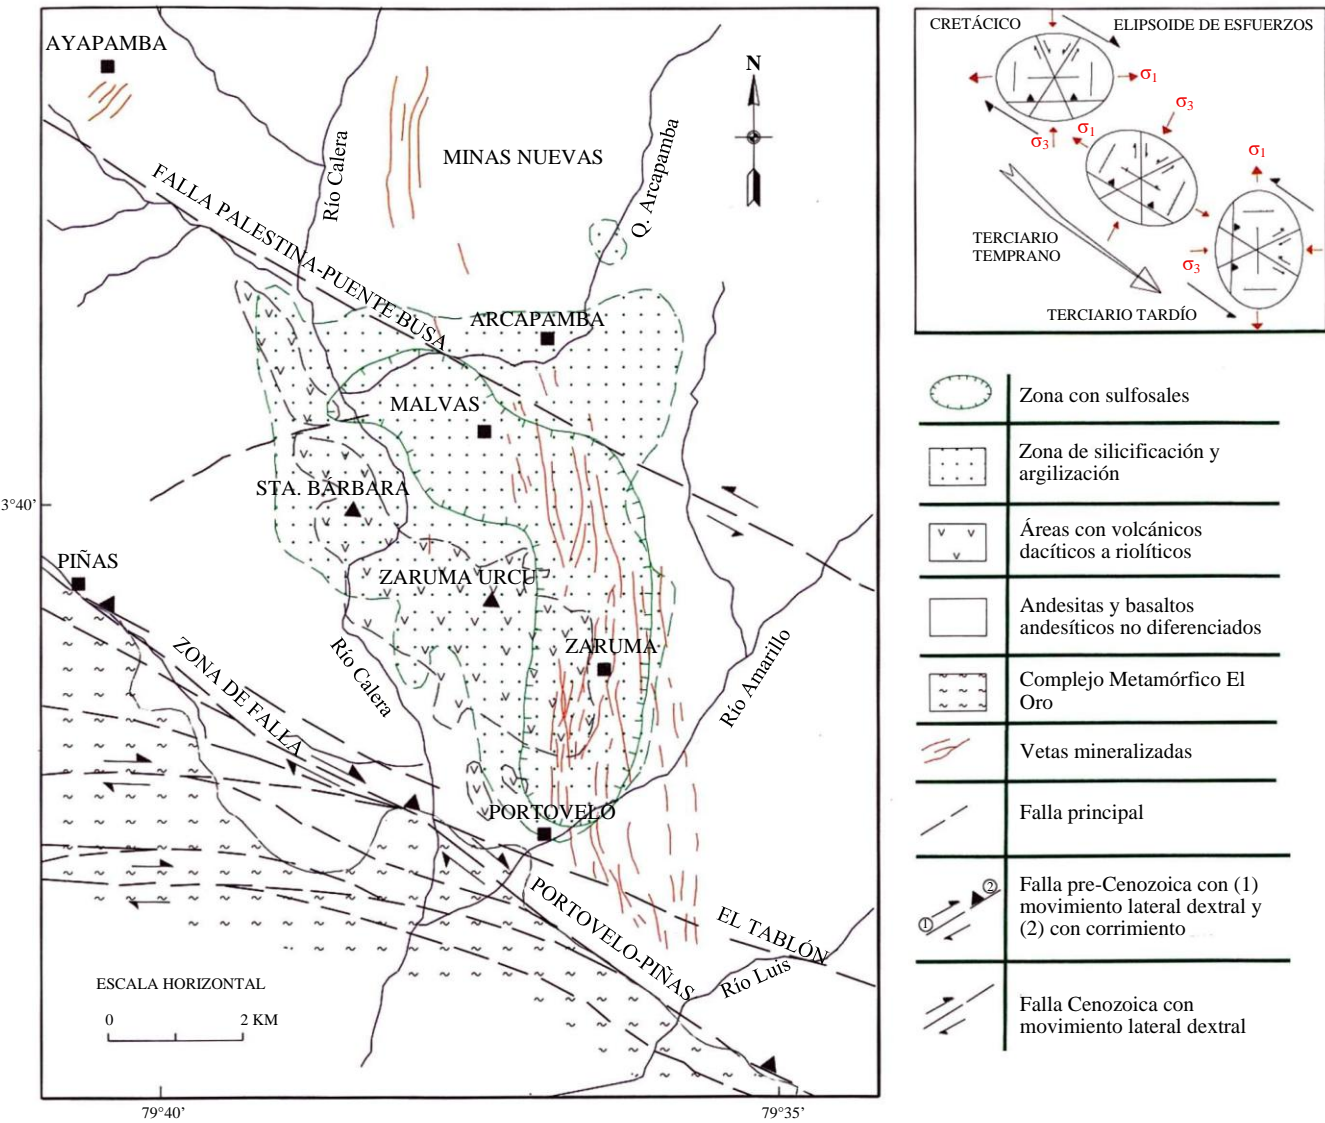 AYAPAMBA
N
MINAS NUEVAS
Río Calera
Q. Arcapamba
FALLA PALESTINA-PUENTE BUSA
ARCAPAMBA
MALVAS
STA. BÁRBARA
3°40'
PIÑAS
ZARUMA URCU
ZARUMA
ZONA DE FALLA
Río Calera
Río Amarillo
PORTOVELO
PORTOVELO-PIÑAS
EL TABLÓN
Río Luis
ESCALA HORIZONTAL
0 2 KM
79°40'
79°35'
CRETÁCICO
ELIPSOIDE DE ESFUERZOS
σ1
σ3
σ3
σ1
σ1
σ3
TERCIARIO
TEMPRANO
TERCIARIO TARDÍO
Zona con sulfosales
Zona de silicificación y
argilización
Áreas con volcánicos
dacíticos a riolíticos
Andesitas y basaltos
andesíticos no diferenciados
Complejo Metamórfico El
Oro
Vetas mineralizadas
Falla principal
1
2
Falla pre-Cenozoica con (1)
movimiento lateral dextral y
(2) con corrimiento
Falla Cenozoica con
movimiento lateral dextral